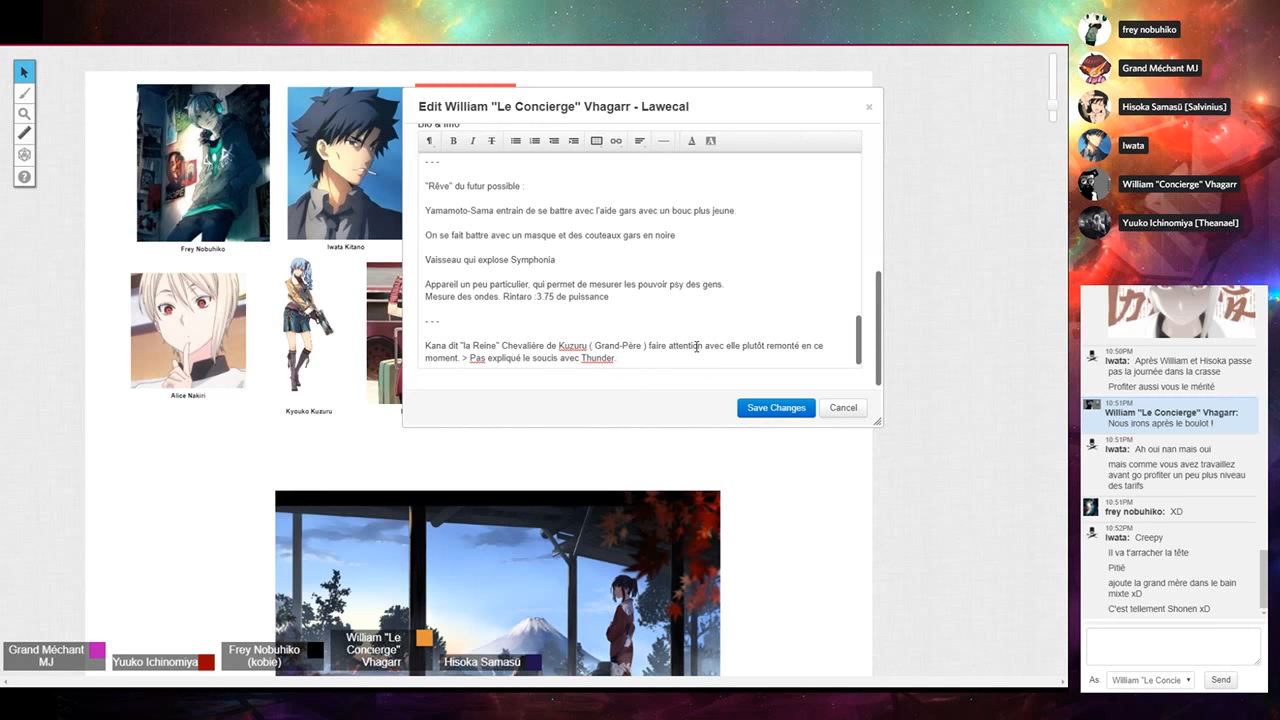 frey nobuhiko
Grand Méchant MJ
Hisoka Samasū [Salvinius]
Iwata
William "Concierge" Vhagarr
Yuuko Ichinomiya [Theanael]
Edit William "Le Concierge" Vhagarr - Lawecal
×
Bio & Info
- - -
"Rêve" du futur possible :
Yamamoto-Sama entrain de se battre avec l'aide gars avec un bouc plus jeune.
On se fait battre avec un masque et des couteaux gars en noire
Vaisseau qui explose Symphonia
Appareil un peu particulier, qui permet de mesurer les pouvoir psy des gens.
Mesure des ondes. Rintaro :3.75 de puissance
- - -
Kana dit "la Reine" Chevalière de Kuzuru ( Grand-Père ) faire attention avec elle plutôt remonté en ce
moment. > Pas expliqué le soucis avec Thunder.
Save Changes
Cancel
Frey Nobuhiko
Iwata Kitano
Alice Nakiri
Kyouko Kuzuru
Grand Méchant
MJ
Yuuko Ichinomiya
Frey Nobuhiko
(kobie)
William "Le
Concierge"
Vhagarr
Hisoka Samasū
10:50PM
Iwata: Après William et Hisoka passe
pas la journée dans la crasse
Profiter aussi vous le mérité
10:51PM
William "Le Concierge" Vhagarr:
Nous irons après le boulot !
10:51PM
Iwata: Ah oui nan mais oui
mais comme vous avez travaillez
avant go profiter un peu plus niveau
des tarifs
10:51PM
frey nobuhiko: XD
10:52PM
Iwata: Creepy
Il va t'arracher la tête
Pitié
ajoute la grand mère dans le bain
mixte xD
C'est tellement Shonen xD
As:
William "Le Concie
Send